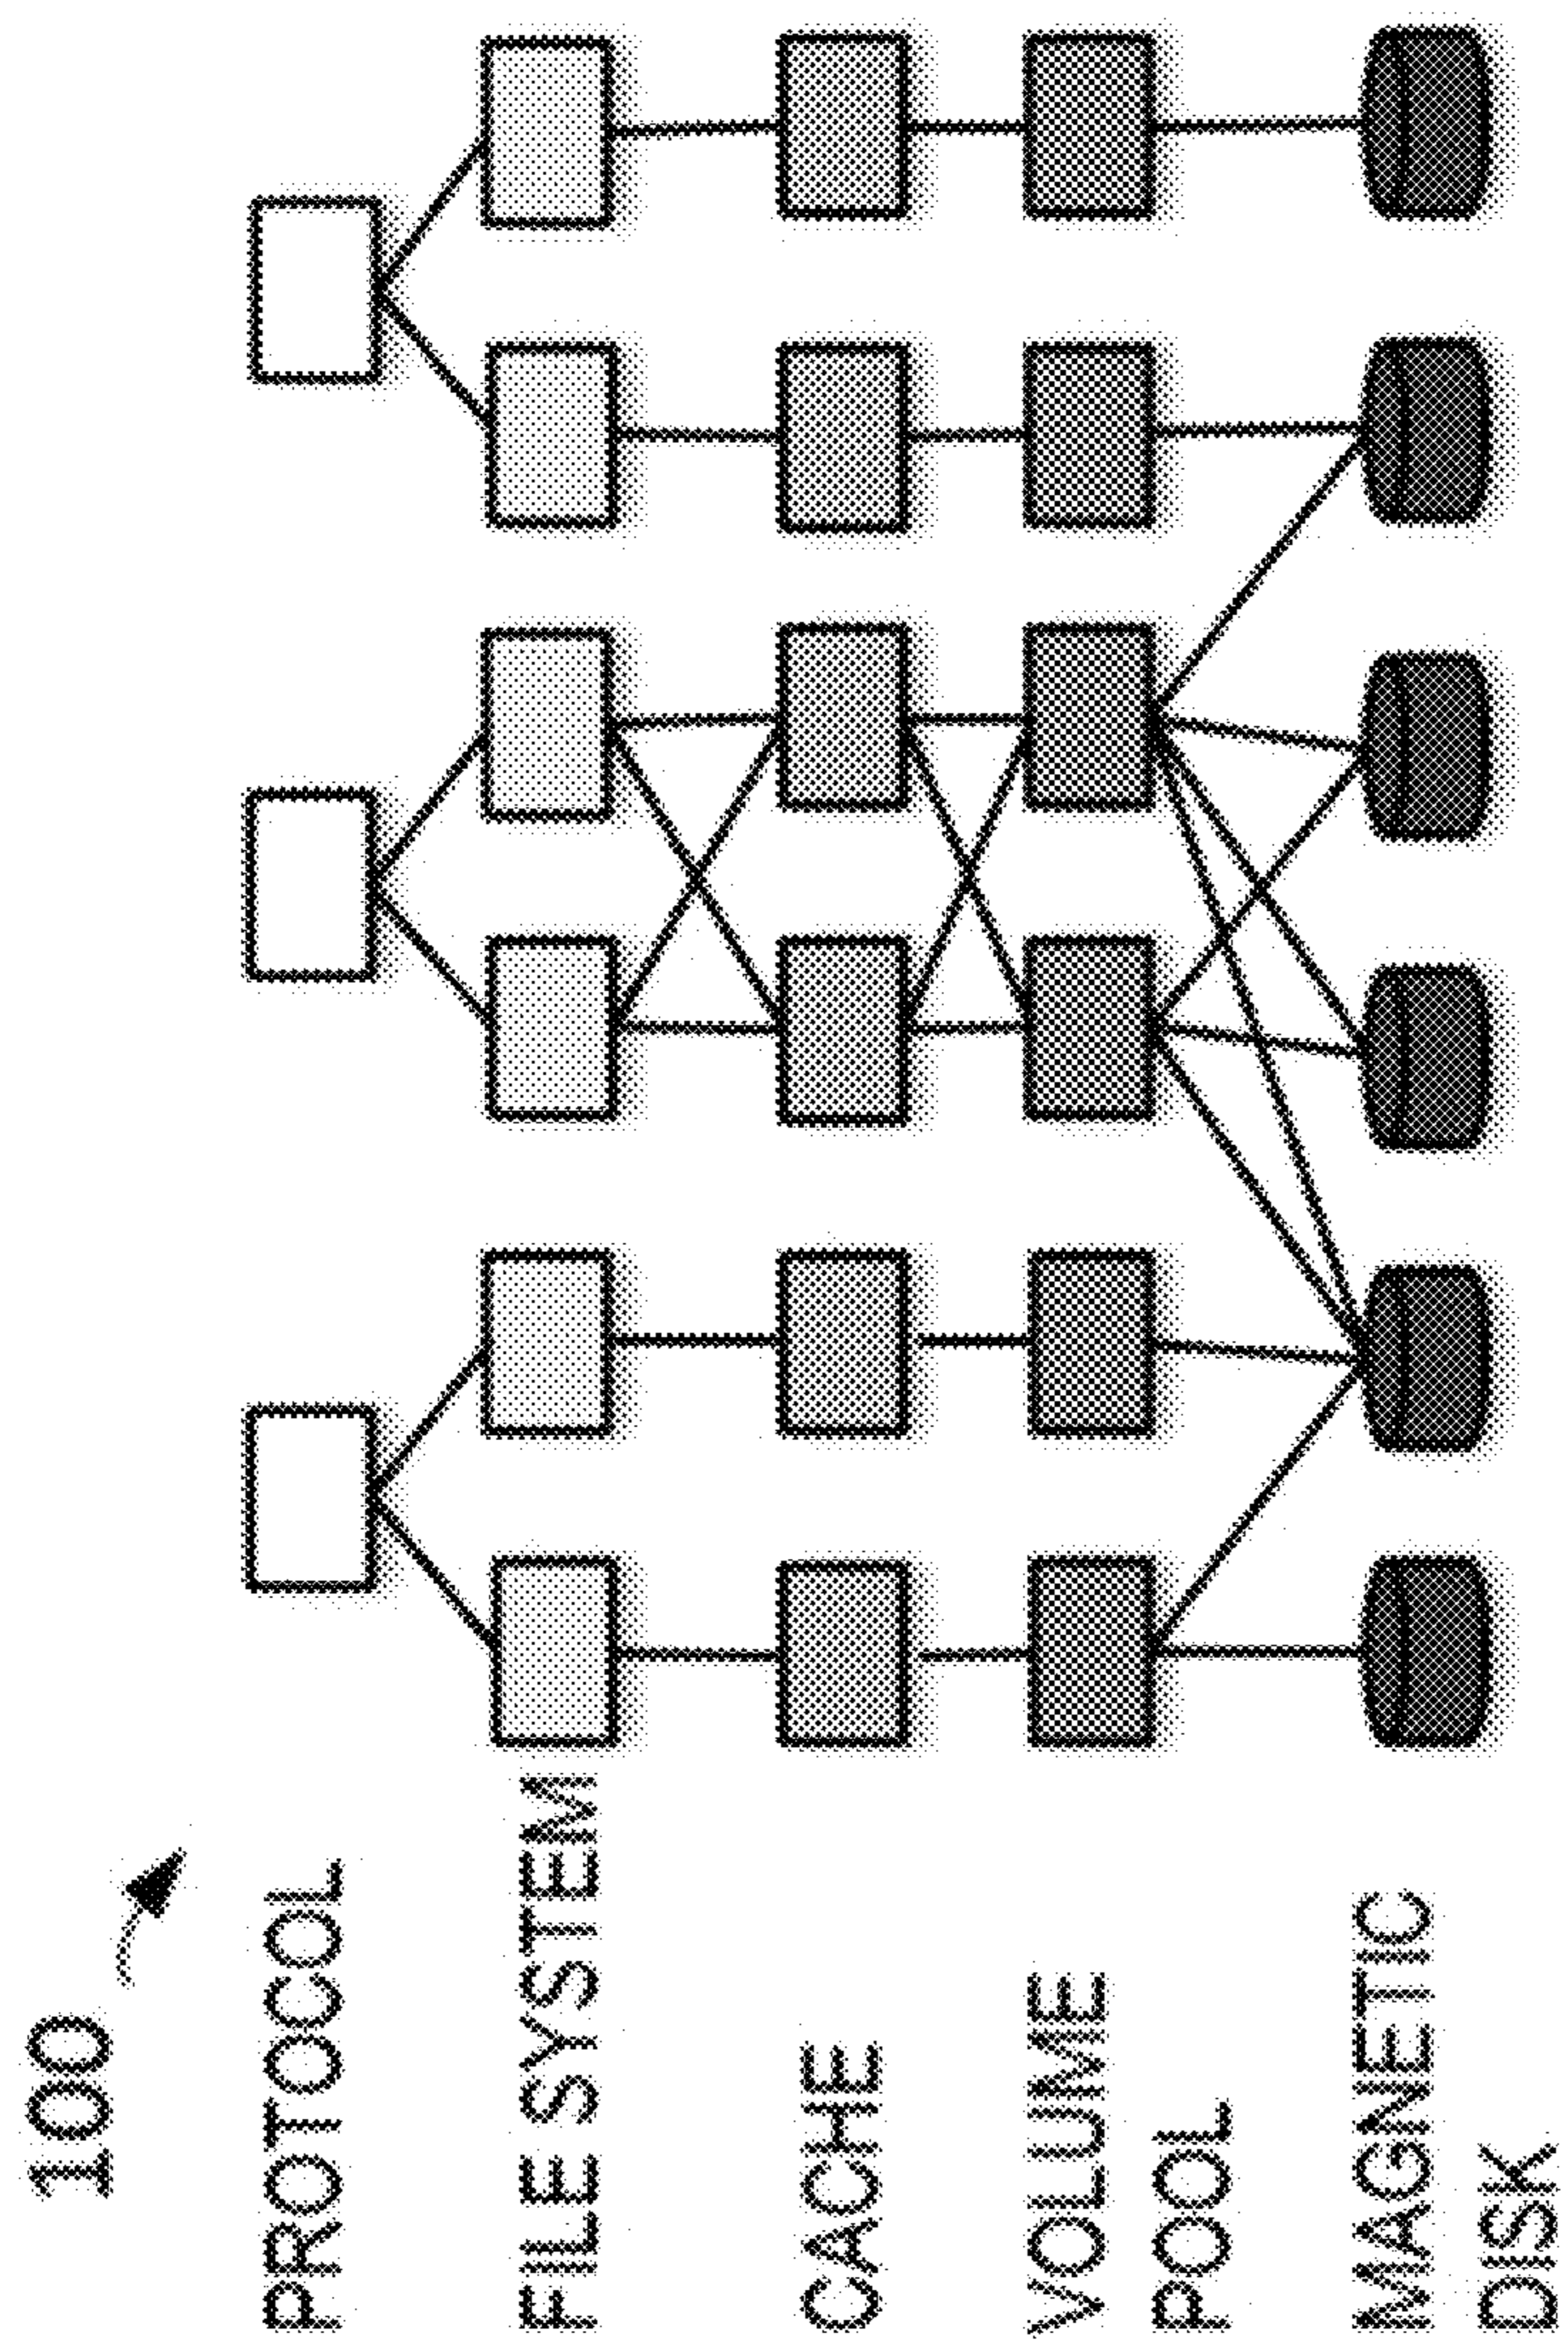 100
PROTOCOL
FILE SYSTEM
CACHE
VOLUME
POOL
MAGNETIC
DISK